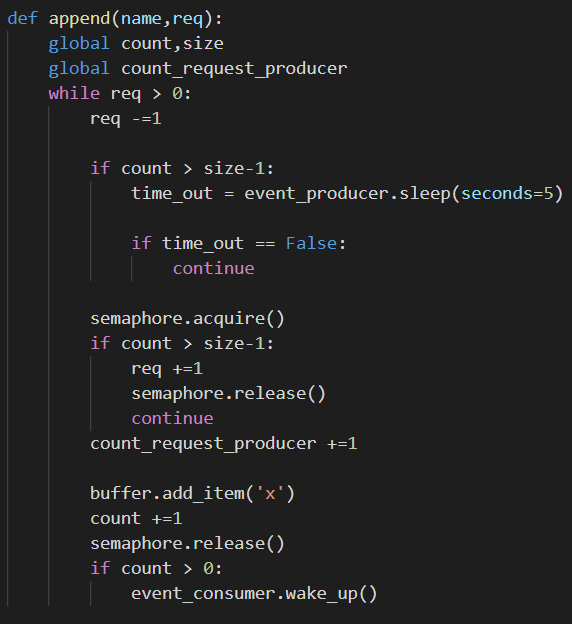 def append(name,req):
    global count,size
    global count_request_producer
    while req > 0:
        req -=1

        if count > size-1:
            time_out = event_producer.sleep(seconds=5)

            if time_out == False:
                continue

        semaphore.acquire()
        if count > size-1:
            req +=1
            semaphore.release()
            continue
        count_request_producer +=1

        buffer.add_item('x')
        count +=1
        semaphore.release()
        if count > 0:
            event_consumer.wake_up()